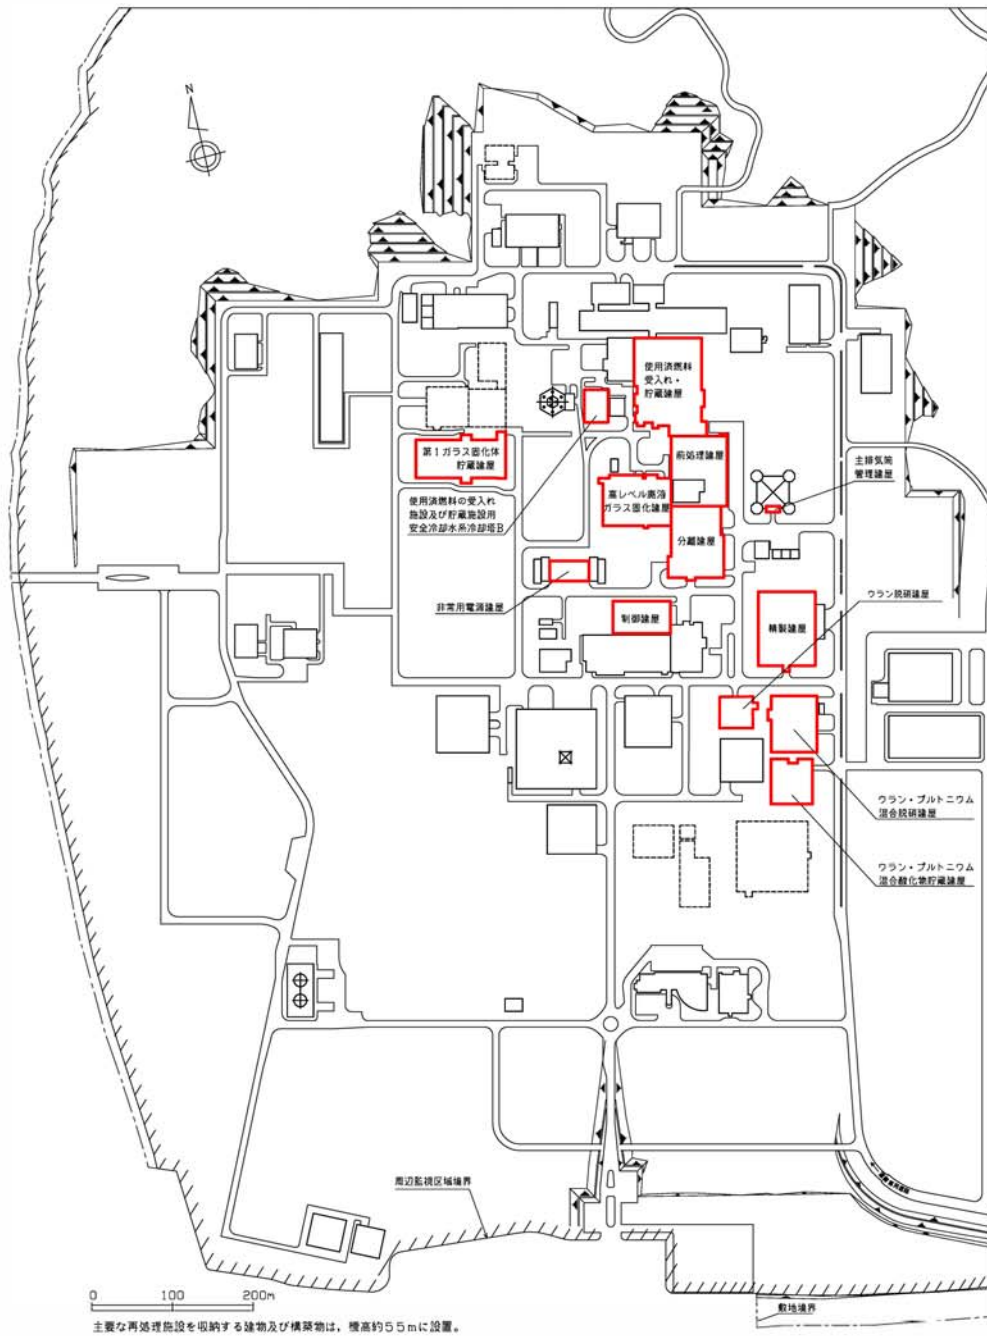 N
使用済燃料
受入れ・
貯蔵建屋
第1ガラス固化体
貯蔵建屋
前処理建屋
主排気筒
管理建屋
使用済燃料の受入れ
施設及び貯蔵施設用
安全冷却水系冷却塔B
高レベル廃液
ガラス固化建屋
分離建屋
非常用電源建屋
ウラン脱硝建屋
制御建屋
精製建屋
ウラン・プルトニウム
混合脱硝建屋
ウラン・プルトニウム
混合酸化物貯蔵建屋
周辺監視区域境界
0 100 200m
敷地境界
主要な再処理施設を収納する建物及び構築物は，標高約55mに設置。